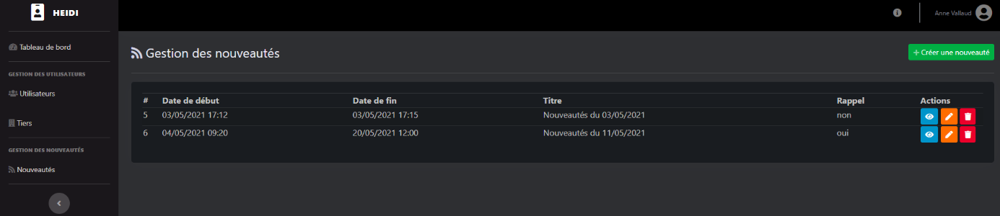 HEIDI
Anne Vallaud
Tableau de bord
Gestion des nouveautés
+ Créer une nouveauté
GESTION DES UTILISATEURS
Utilisateurs
Tiers
GESTION DES NOUVEAUTÉS
Nouveautés
# Date de début Date de fin Titre Rappel Actions
5 03/05/2021 17:12 03/05/2021 17:15 Nouveautés du 03/05/2021 non
6 04/05/2021 09:20 20/05/2021 12:00 Nouveautés du 11/05/2021 oui